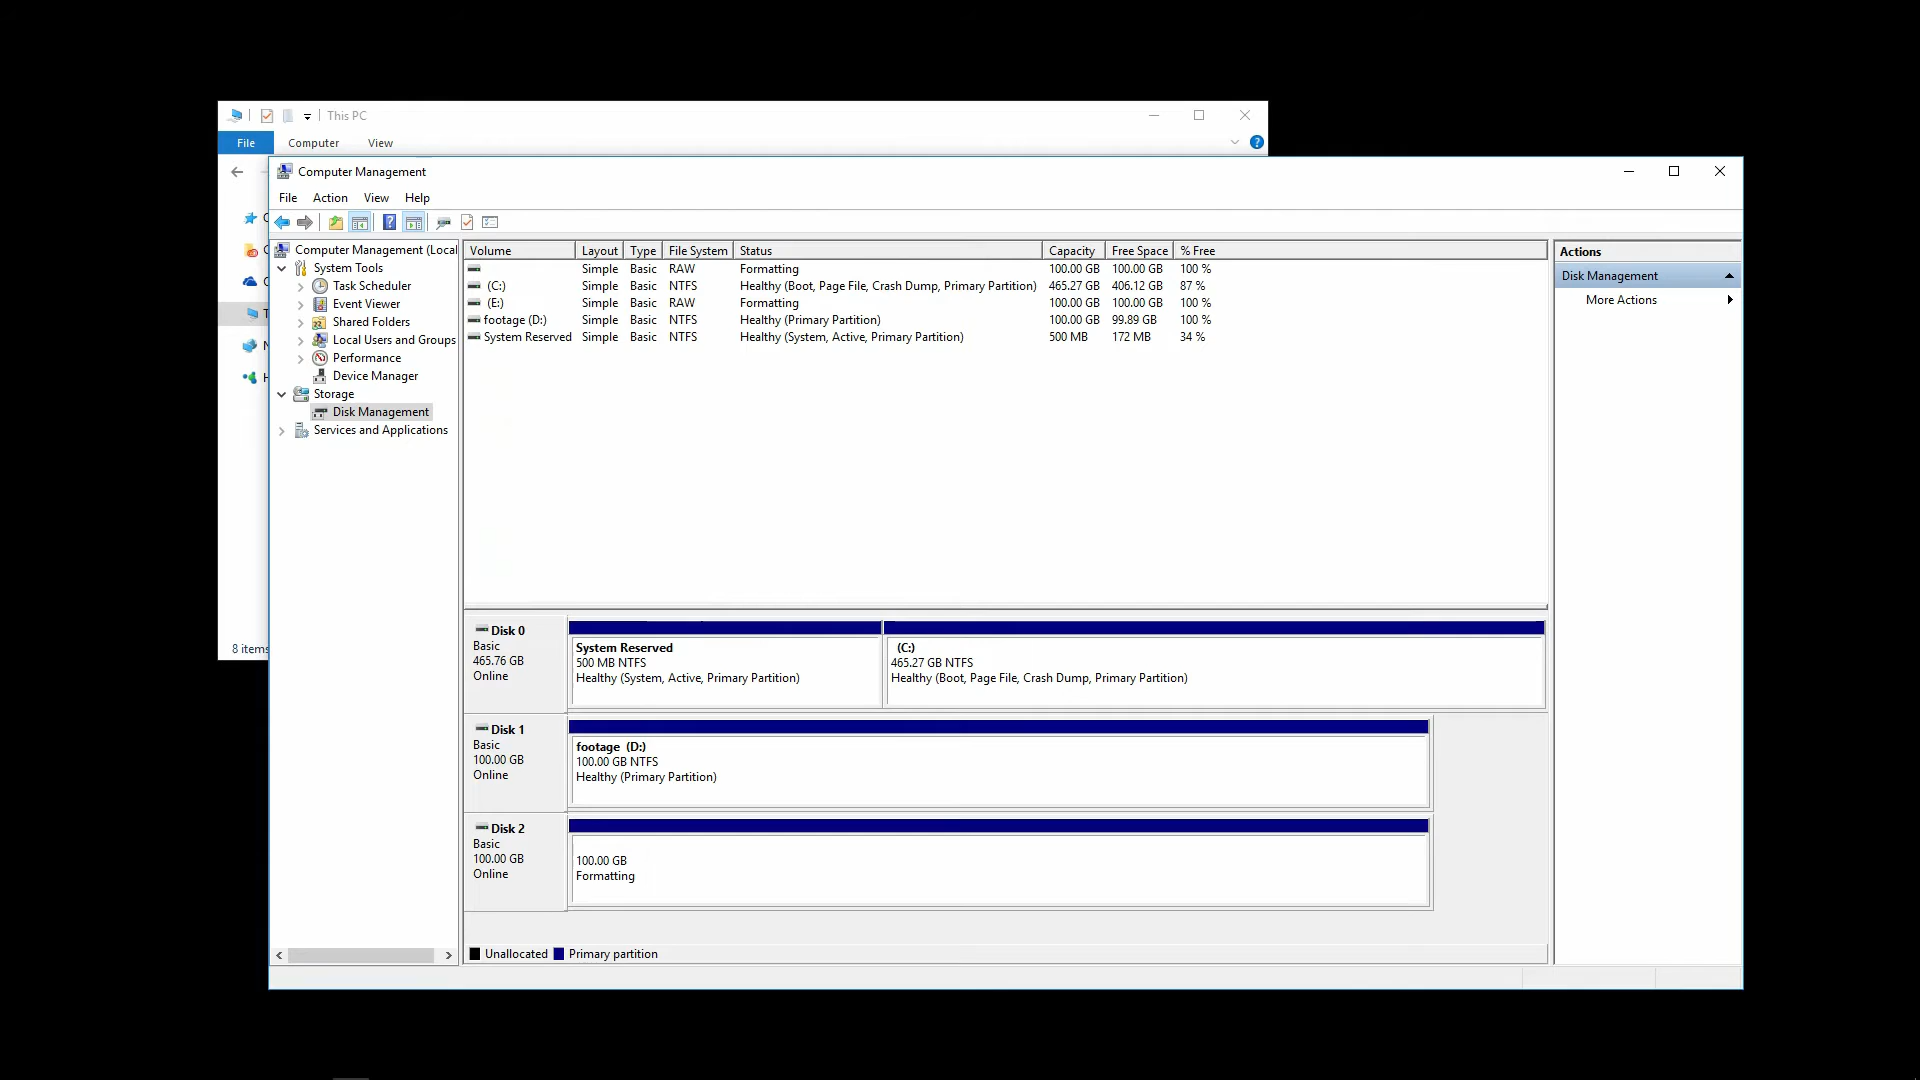 This PC
File Computer View
Computer Management
File Action View Help
Computer Management (Local
System Tools
Task Scheduler
Event Viewer
Shared Folders
Local Users and Groups
Performance
Device Manager
Storage
Disk Management
Services and Applications
8 items
Volume Layout Type File System Status Capacity Free Space % Free
Simple Basic RAW Formatting 100.00 GB 100.00 GB 100 %
(C:) Simple Basic NTFS Healthy (Boot, Page File, Crash Dump, Primary Partition) 465.27 GB 406.12 GB 87 %
(E:) Simple Basic RAW Formatting 100.00 GB 100.00 GB 100 %
footage (D:) Simple Basic NTFS Healthy (Primary Partition) 100.00 GB 99.89 GB 100 %
System Reserved Simple Basic NTFS Healthy (System, Active, Primary Partition) 500 MB 172 MB 34 %
Disk 0
Basic
465.76 GB
Online
System Reserved
500 MB NTFS
Healthy (System, Active, Primary Partition)
(C:)
465.27 GB NTFS
Healthy (Boot, Page File, Crash Dump, Primary Partition)
Disk 1
Basic
100.00 GB
Online
footage (D:)
100.00 GB NTFS
Healthy (Primary Partition)
Disk 2
Basic
100.00 GB
Online
100.00 GB
Formatting
Unallocated Primary partition
Actions
Disk Management
More Actions